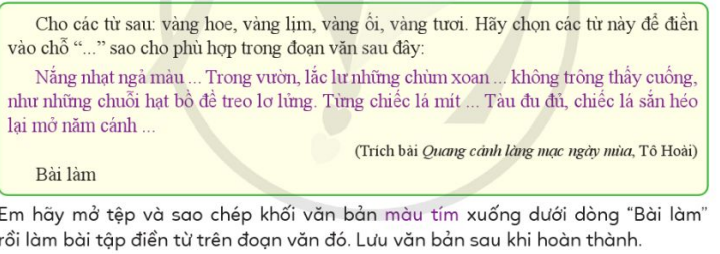 Cho các từ sau: vàng hoe, vàng lịm, vàng ối, vàng tươi. Hãy chọn các từ này để điền
vào chỗ “...” sao cho phù hợp trong đoạn văn sau đây:
Nắng nhạt ngả màu ... Trong vườn, lắc lư những chùm xoan ... không trông thấy cuống,
như những chuỗi hạt bồ đề treo lơ lửng. Từng chiếc lá mít ... Tàu đu đủ, chiếc lá sắn héo
lại mở năm cánh ...
(Trích bài Quang cảnh làng mạc ngày mùa, Tô Hoài)
Bài làm
Em hãy mở tệp và sao chép khối văn bản màu tím xuống dưới dòng “Bài làm”
rồi làm bài tập điền từ trên đoạn văn đó. Lưu văn bản sau khi hoàn thành.